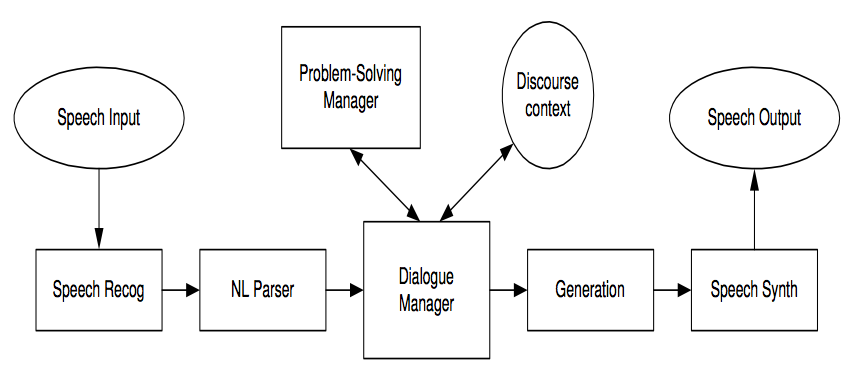 Problem-Solving
Manager
Discourse
context
Speech Input
Speech Output
Speech Recog
NL Parser
Dialogue
Manager
Generation
Speech Synth